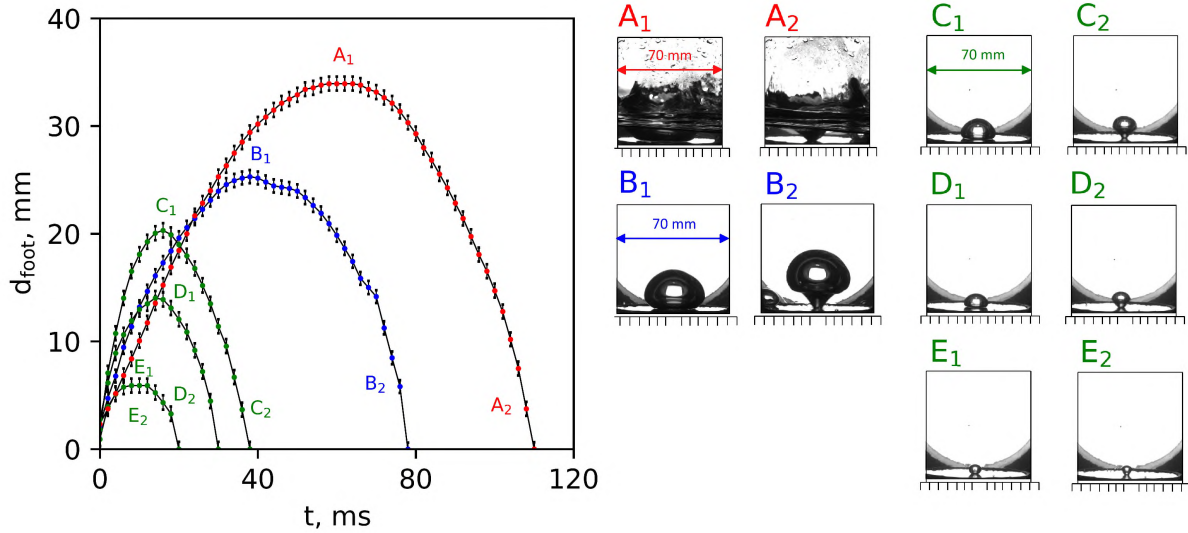 40
30
20
10
0
d_foot, mm
0
40
80
120
t, ms
A₁
B₁
C₁
D₁
E₁
E₂
D₂
C₂
B₂
A₂
A₁ A₂ C₁ C₂
70 mm 70 mm
B₁ B₂ D₁ D₂
70 mm
E₁ E₂